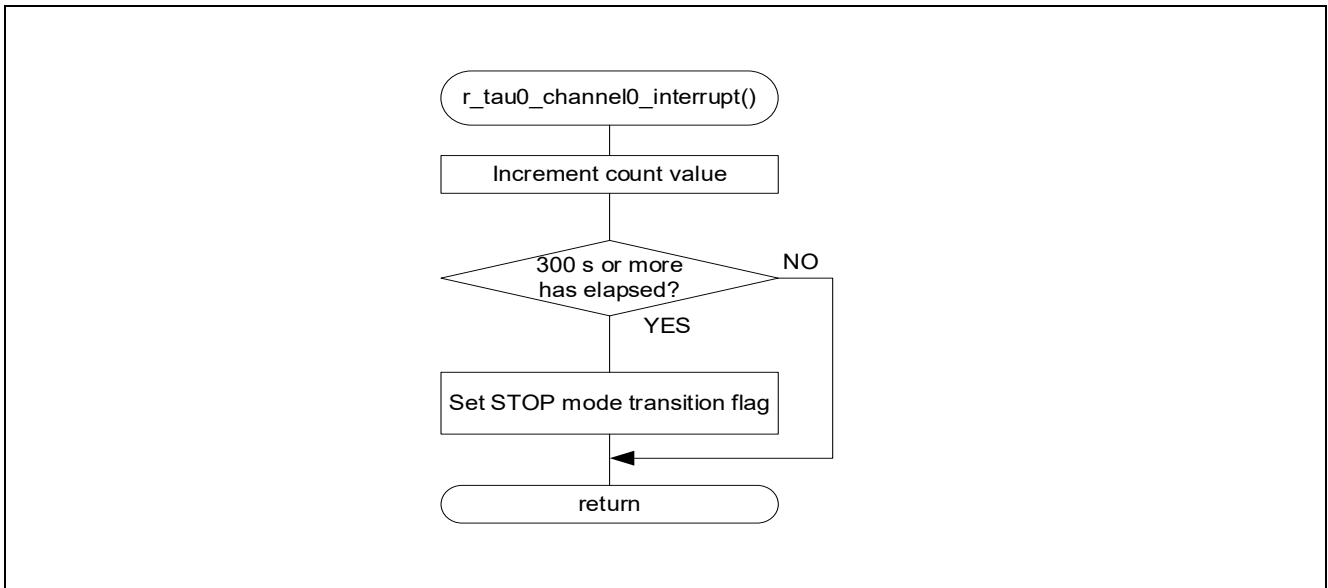 r_tau0_channel0_interrupt()
Increment count value
300 s or more
has elapsed?
NO
YES
Set STOP mode transition flag
return